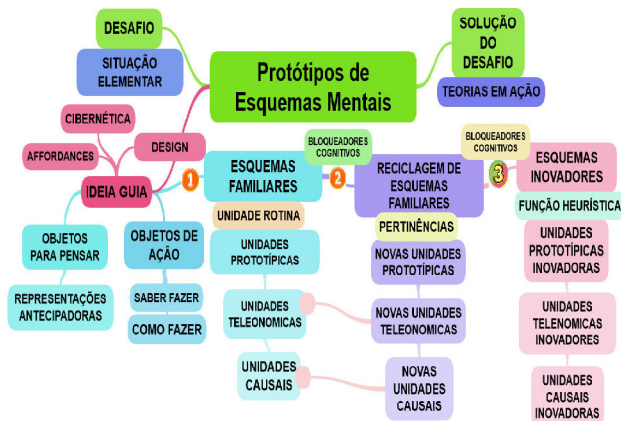 DESAFIO
SITUAÇÃO
ELEMENTAR
Protótipos de
Esquemas Mentais
SOLUÇÃO
DO
DESAFIO
TEORIAS EM AÇÃO
CIBERNÉTICA
AFFORDANCES
DESIGN
IDEIA GUIA
OBJETOS
PARA PENSAR
REPRESENTAÇÕES
ANTECIPADORAS
OBJETOS DE
AÇÃO
SABER FAZER
COMO FAZER
1
ESQUEMAS
FAMILIARES
UNIDADE ROTINA
UNIDADES
PROTOTÍPICAS
UNIDADES
TELEONOMICAS
UNIDADES
CAUSAIS
BLOQUEADORES
COGNITIVOS
2
RECICLAGEM DE
ESQUEMAS
FAMILIARES
PERTINÊNCIAS
NOVAS UNIDADES
PROTOTÍPICAS
NOVAS UNIDADES
TELEONOMICAS
NOVAS
UNIDADES
CAUSAIS
BLOQUEADORES
COGNITIVOS
3
ESQUEMAS
INOVADORES
FUNÇÃO HEURÍSTICA
UNIDADES
PROTOTÍPICAS
INOVADORAS
UNIDADES
TELENOMICAS
INOVADORES
UNIDADES
CAUSAIS
INOVADORAS